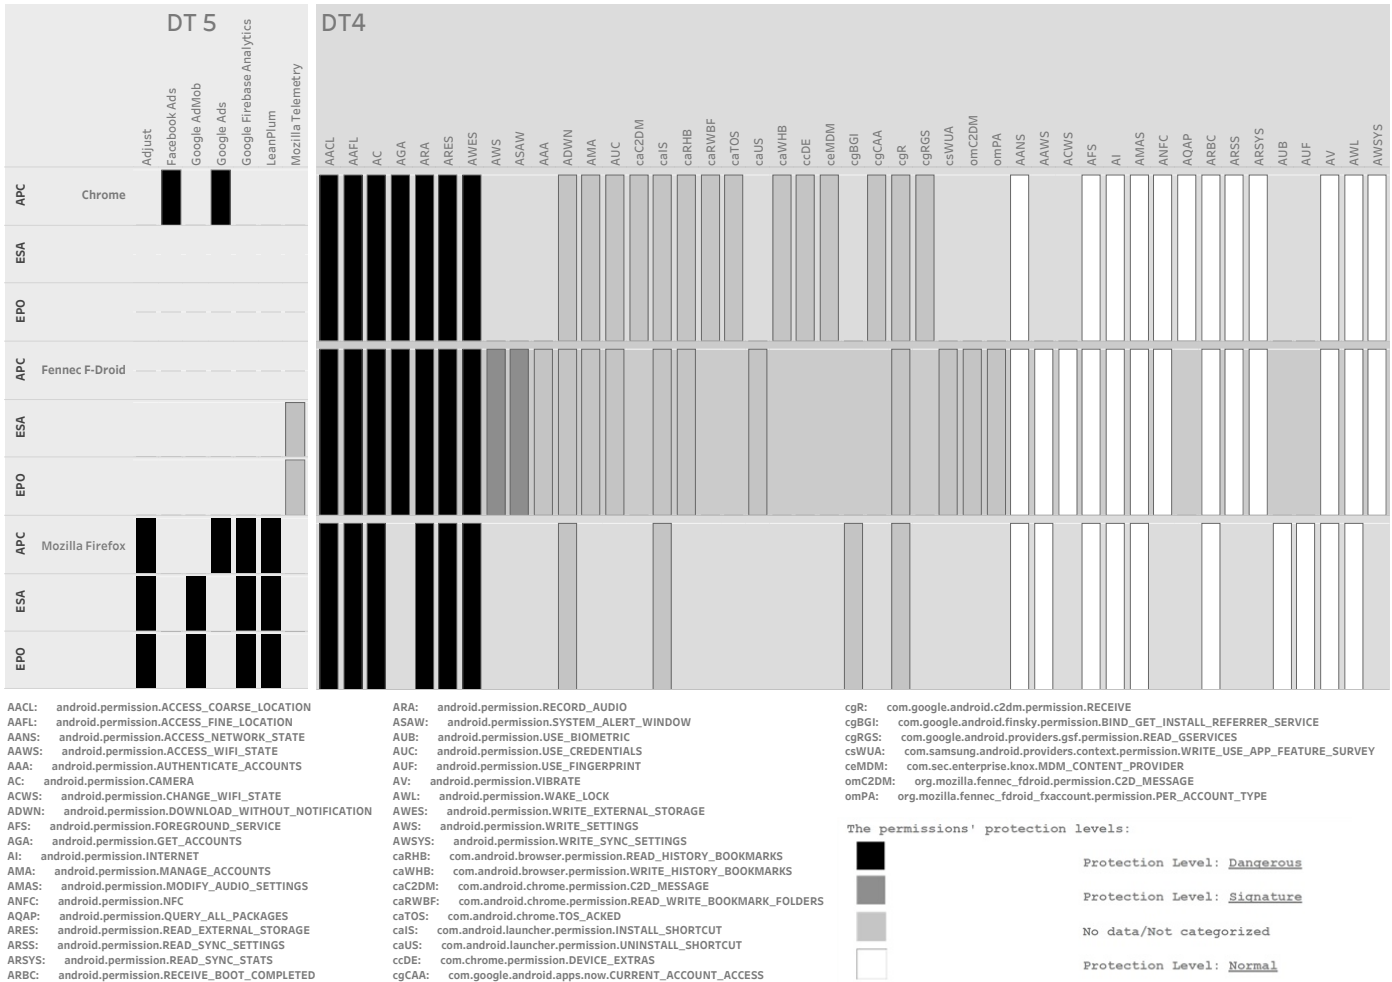 DT 5
DT4
Adjust
Facebook Ads
Google AdMob
Google Ads
Google Firebase Analytics
LeanPlum
Mozilla Telemetry
AACL
AAFL
AC
AGA
ARA
ARES
AWES
AWS
ASAW
AAA
ADWN
AMA
AUC
caC2DM
caIS
caRHB
caRWBF
caTOS
caUS
caWHB
ccDE
ceMDM
cgBGI
cgCAA
cgR
cgRGS
csWUA
omC2DM
omPA
AANS
AAWS
ACWS
AFS
AI
AMAS
ANFC
AQAP
ARBC
ARSS
ARSYS
AUB
AUF
AV
AWL
AWSYS
APC Chrome
ESA
EPO
APC Fennec F-Droid
ESA
EPO
APC Mozilla Firefox
ESA
EPO
AACL: android.permission.ACCESS_COARSE_LOCATION
AAFL: android.permission.ACCESS_FINE_LOCATION
AANS: android.permission.ACCESS_NETWORK_STATE
AAWS: android.permission.ACCESS_WIFI_STATE
AAA: android.permission.AUTHENTICATE_ACCOUNTS
AC: android.permission.CAMERA
ACWS: android.permission.CHANGE_WIFI_STATE
ADWN: android.permission.DOWNLOAD_WITHOUT_NOTIFICATION
AFS: android.permission.FOREGROUND_SERVICE
AGA: android.permission.GET_ACCOUNTS
AI: android.permission.INTERNET
AMA: android.permission.MANAGE_ACCOUNTS
AMAS: android.permission.MODIFY_AUDIO_SETTINGS
ANFC: android.permission.NFC
AQAP: android.permission.QUERY_ALL_PACKAGES
ARES: android.permission.READ_EXTERNAL_STORAGE
ARSS: android.permission.READ_SYNC_SETTINGS
ARSYS: android.permission.READ_SYNC_STATS
ARBC: android.permission.RECEIVE_BOOT_COMPLETED
ARA: android.permission.RECORD_AUDIO
ASAW: android.permission.SYSTEM_ALERT_WINDOW
AUB: android.permission.USE_BIOMETRIC
AUC: android.permission.USE_CREDENTIALS
AUF: android.permission.USE_FINGERPRINT
AV: android.permission.VIBRATE
AWL: android.permission.WAKE_LOCK
AWES: android.permission.WRITE_EXTERNAL_STORAGE
AWS: android.permission.WRITE_SETTINGS
AWSYS: android.permission.WRITE_SYNC_SETTINGS
caRHB: com.android.browser.permission.READ_HISTORY_BOOKMARKS
caWHB: com.android.browser.permission.WRITE_HISTORY_BOOKMARKS
caC2DM: com.android.chrome.permission.C2D_MESSAGE
caRWBF: com.android.chrome.permission.READ_WRITE_BOOKMARK_FOLDERS
caTOS: com.android.chrome.TOS_ACKED
caIS: com.android.launcher.permission.INSTALL_SHORTCUT
caUS: com.android.launcher.permission.UNINSTALL_SHORTCUT
ccDE: com.chrome.permission.DEVICE_EXTRAS
cgCAA: com.google.android.apps.now.CURRENT_ACCOUNT_ACCESS
cgR: com.google.android.c2dm.permission.RECEIVE
cgBGI: com.google.android.finsky.permission.BIND_GET_INSTALL_REFERRER_SERVICE
cgRGS: com.google.android.providers.gsf.permission.READ_GSERVICES
csWUA: com.samsung.android.providers.context.permission.WRITE_USE_APP_FEATURE_SURVEY
ceMDM: com.sec.enterprise.knox.MDM_CONTENT_PROVIDER
omC2DM: org.mozilla.fennec_fdroid.permission.C2D_MESSAGE
omPA: org.mozilla.fennec_fdroid_fxaccount.permission.PER_ACCOUNT_TYPE
The permissions' protection levels:
Protection Level: Dangerous
Protection Level: Signature
No data/Not categorized
Protection Level: Normal